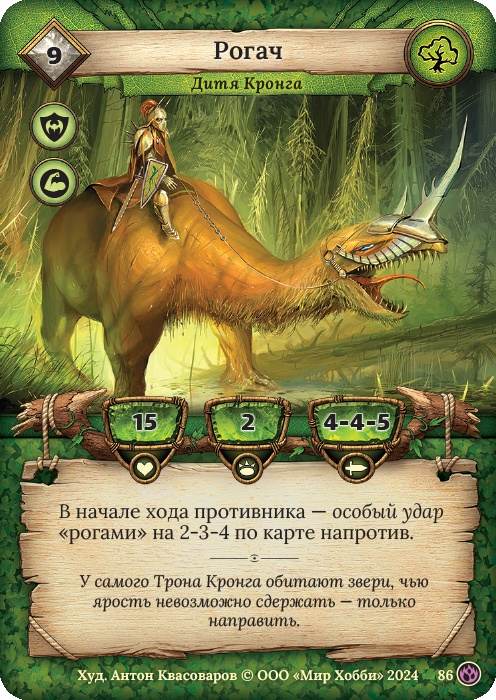 9
Рогач
Дитя Кронга
15
2
4-4-5
В начале хода противника — особый удар
«рогами» на 2-3-4 по карте напротив.
У самого Трона Кронга обитают звери, чью
ярость невозможно сдержать — только
направить.
Худ. Антон Квасоваров © ООО «Мир Хобби» 2024 86